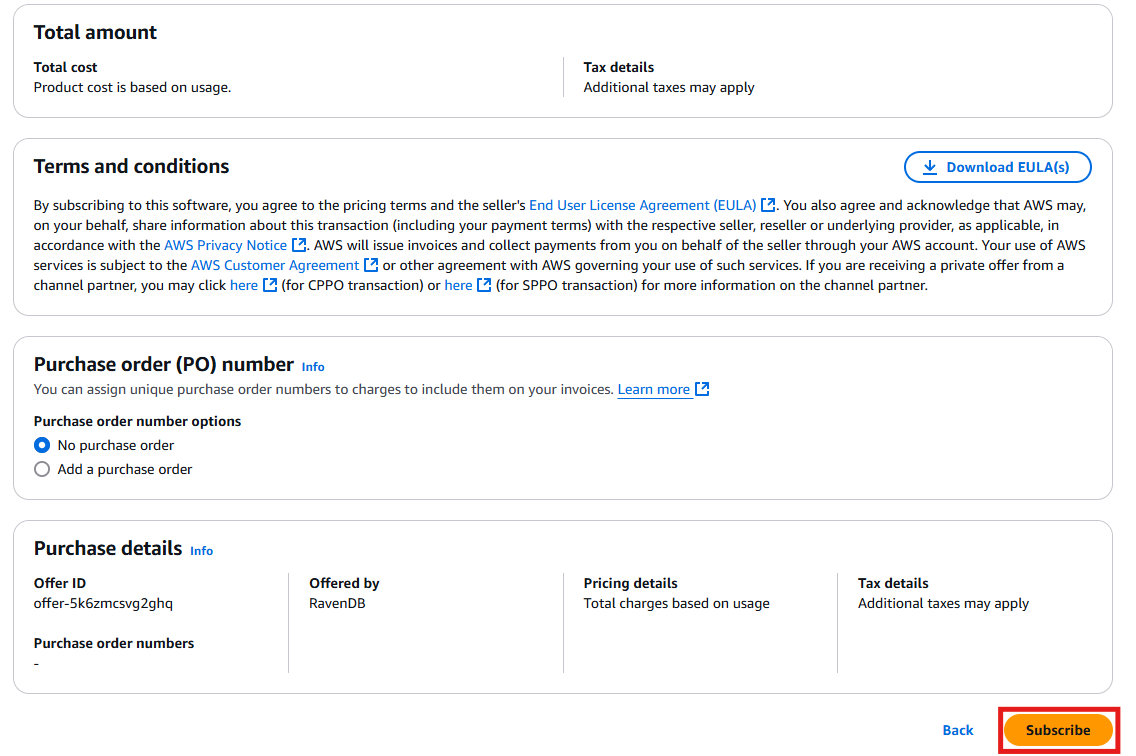 Total amount
Total cost
Product cost is based on usage.
Tax details
Additional taxes may apply
Terms and conditions
Download EULA(s)
By subscribing to this software, you agree to the pricing terms and the seller's End User License Agreement (EULA). You also agree and acknowledge that AWS may,
on your behalf, share information about this transaction (including your payment terms) with the respective seller, reseller or underlying provider, as applicable, in
accordance with the AWS Privacy Notice. AWS will issue invoices and collect payments from you on behalf of the seller through your AWS account. Your use of AWS
services is subject to the AWS Customer Agreement or other agreement with AWS governing your use of such services. If you are receiving a private offer from a
channel partner, you may click here (for CPPO transaction) or here (for SPPO transaction) for more information on the channel partner.
Purchase order (PO) number Info
You can assign unique purchase order numbers to charges to include them on your invoices. Learn more
Purchase order number options
No purchase order
Add a purchase order
Purchase details Info
Offer ID
offer-5k6zmcsvg2ghq
Purchase order numbers
-
Offered by
RavenDB
Pricing details
Total charges based on usage
Tax details
Additional taxes may apply
Back
Subscribe